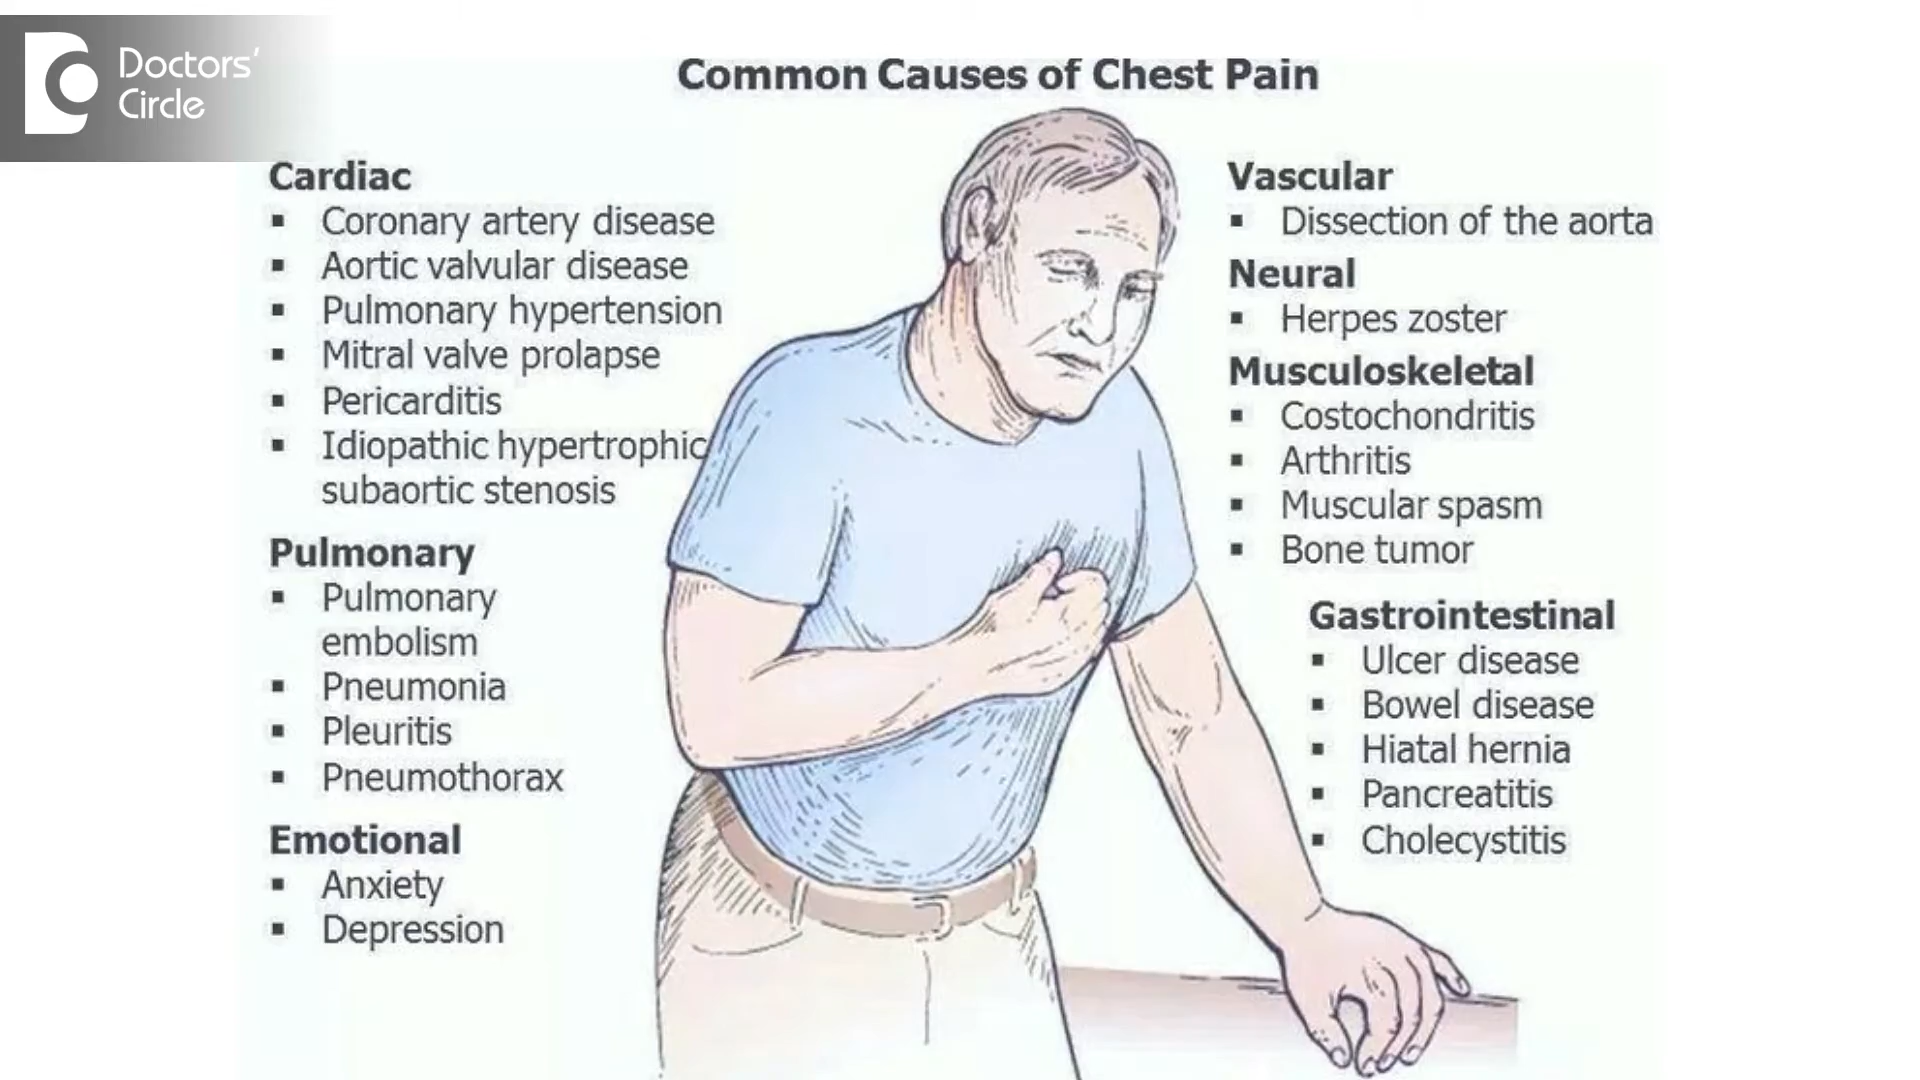 Doctors'
Circle
Common Causes of Chest Pain
Cardiac
▪ Coronary artery disease
▪ Aortic valvular disease
▪ Pulmonary hypertension
▪ Mitral valve prolapse
▪ Pericarditis
▪ Idiopathic hypertrophic
subaortic stenosis
Pulmonary
▪ Pulmonary
embolism
▪ Pneumonia
▪ Pleuritis
▪ Pneumothorax
Emotional
▪ Anxiety
▪ Depression
Vascular
▪ Dissection of the aorta
Neural
▪ Herpes zoster
Musculoskeletal
▪ Costochondritis
▪ Arthritis
▪ Muscular spasm
▪ Bone tumor
Gastrointestinal
▪ Ulcer disease
▪ Bowel disease
▪ Hiatal hernia
▪ Pancreatitis
▪ Cholecystitis